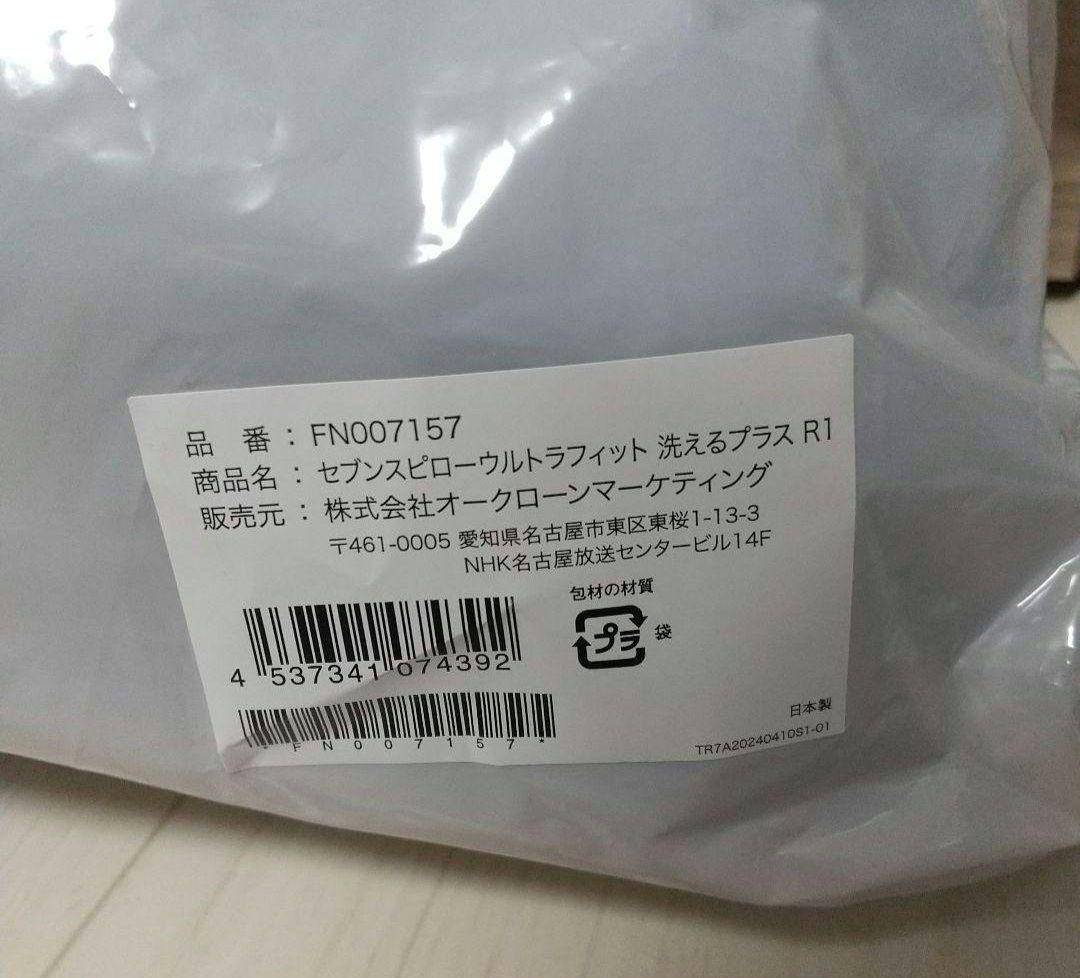 品 番 : FN007157
商品名 : セブンスピローウルトラフィット 洗えるプラス R1
販売元 : 株式会社オークローンマーケティング
〒461-0005 愛知県名古屋市東区東桜1-13-3
NHK名古屋放送センタービル14F
包材の材質
プラ 袋
4 537341 074392
*FN007157*
日本製
TR7A20240410S1-01